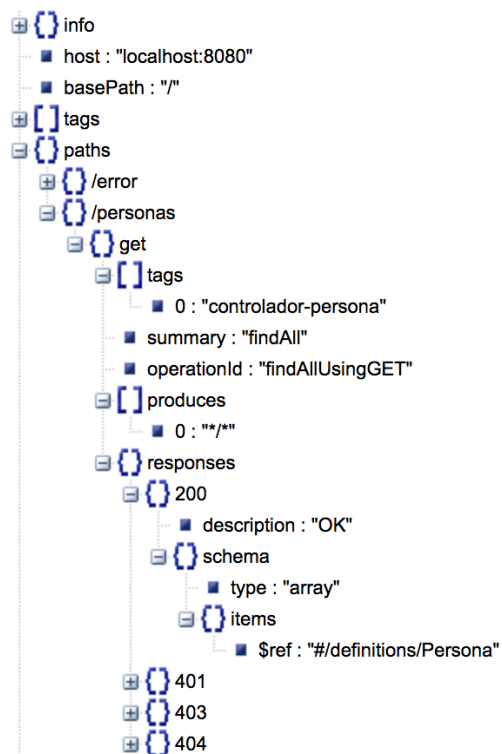 info
host : "localhost:8080"
basePath : "/"
tags
paths
/error
/personas
get
tags
0 : "controlador-persona"
summary : "findAll"
operationId : "findAllUsingGET"
produces
0 : "*/*"
responses
200
description : "OK"
schema
type : "array"
items
$ref : "#/definitions/Persona"
401
403
404